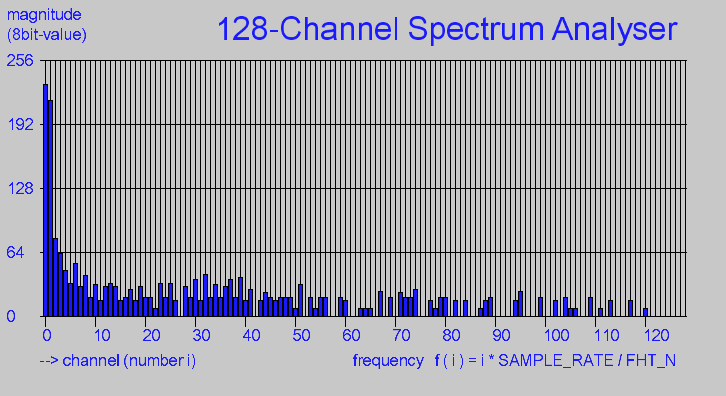 magnitude
(8bit-value)
128-Channel Spectrum Analyser
256
192
128
64
0
0 10 20 30 40 50 60 70 80 90 100 110 120
--> channel (number i)
frequency f ( i ) = i * SAMPLE_RATE / FHT_N